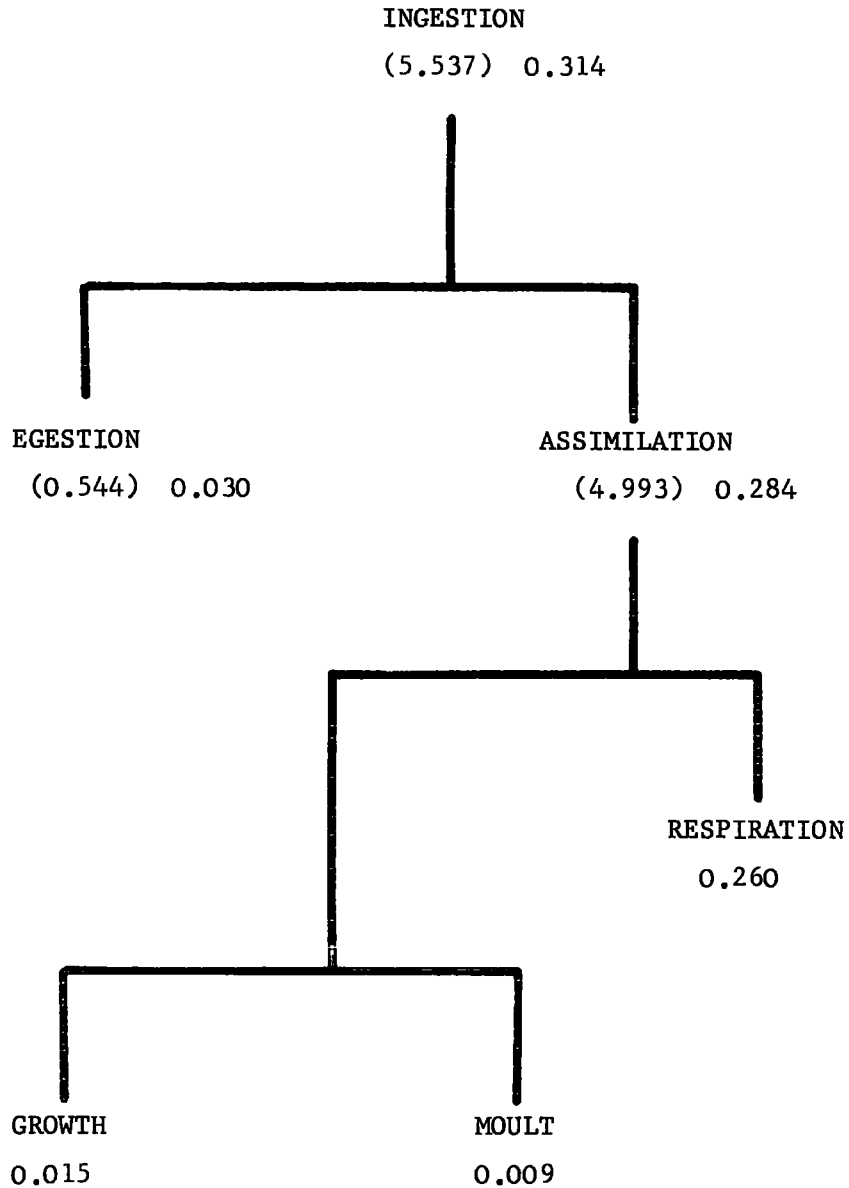 INGESTION
(5.537) 0.314
EGESTION
(0.544) 0.030
ASSIMILATION
(4.993) 0.284
RESPIRATION
0.260
GROWTH
0.015
MOULT
0.009